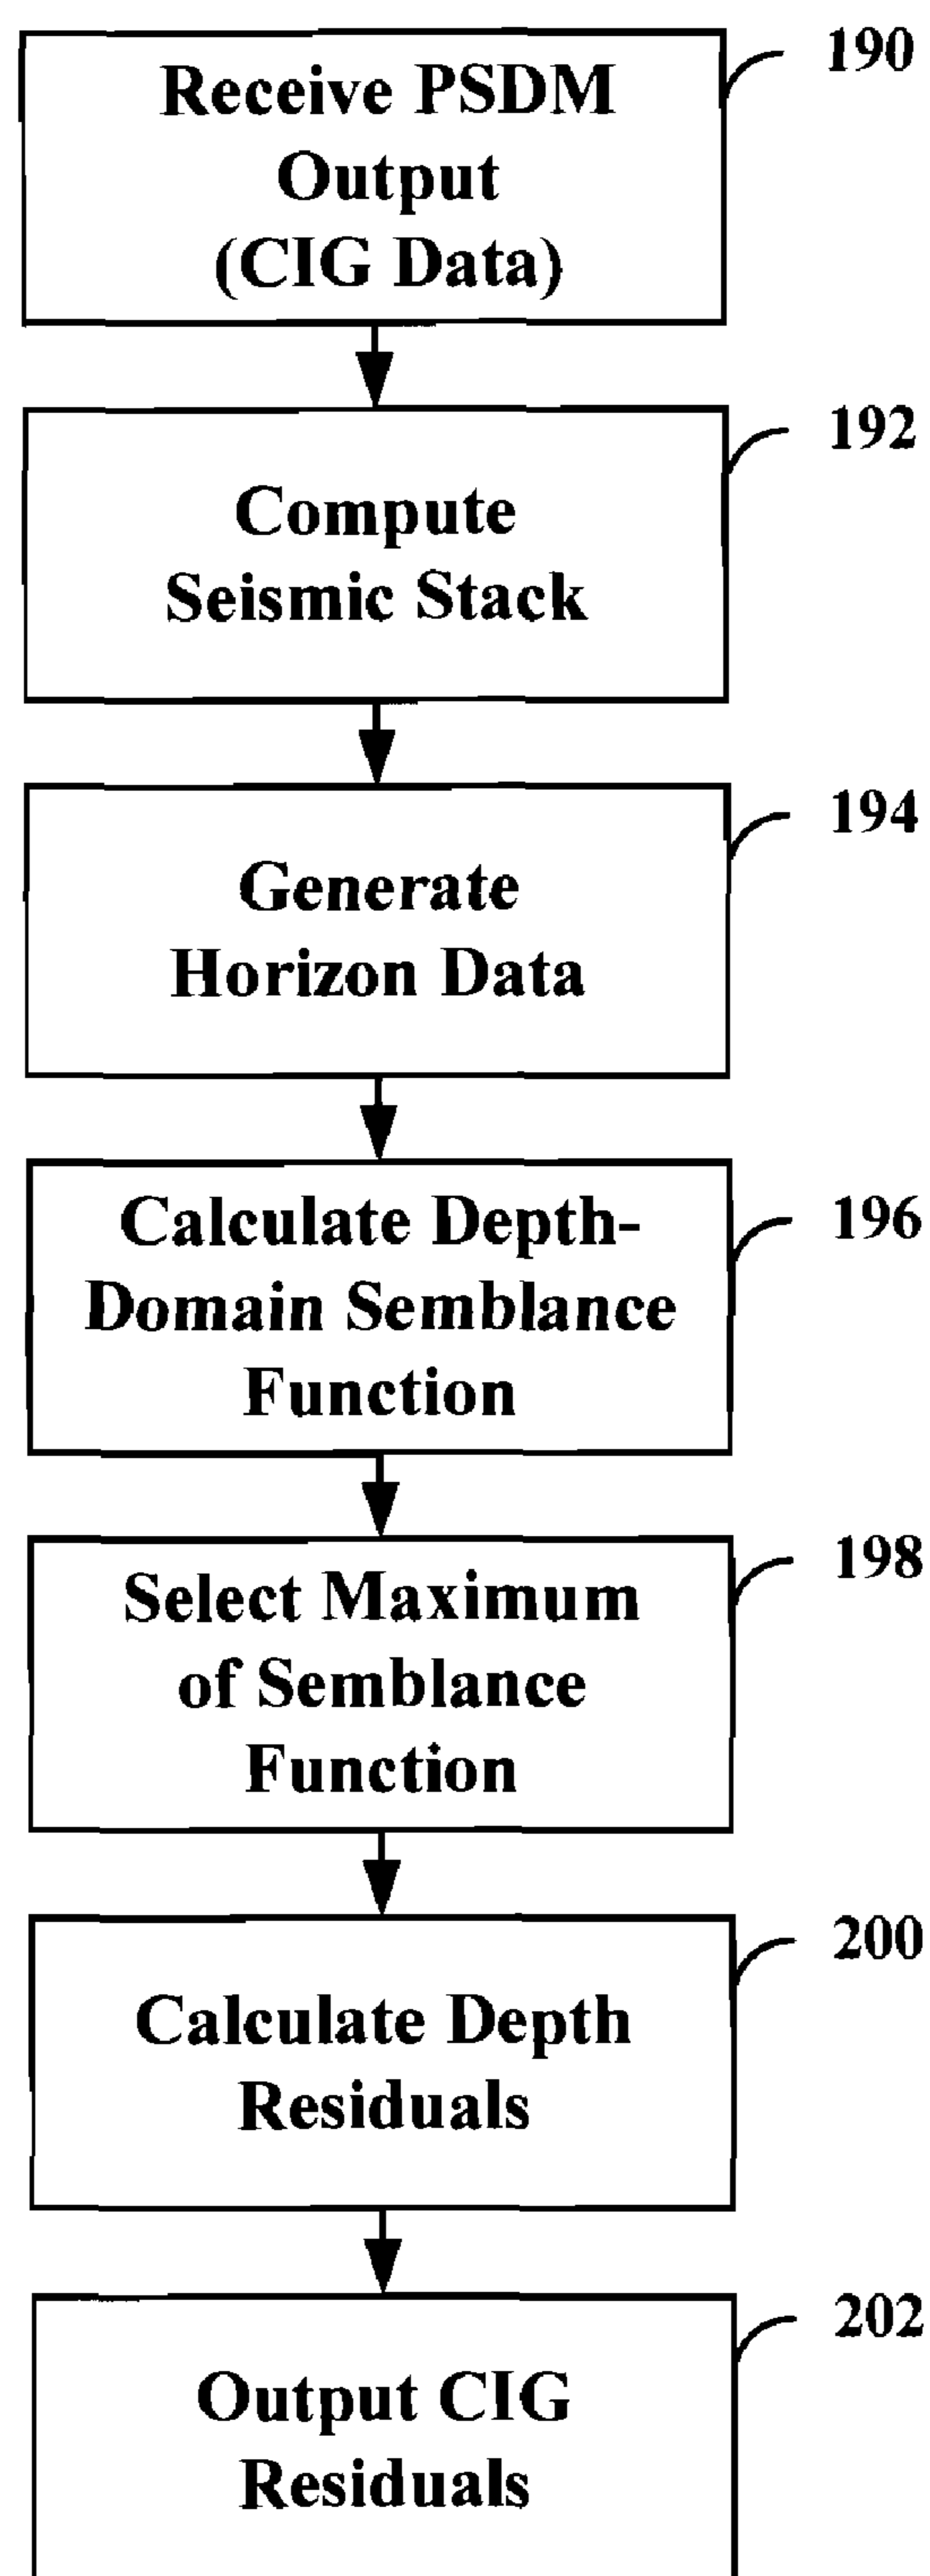 190
Receive PSDM
Output
(CIG Data)
192
Compute
Seismic Stack
194
Generate
Horizon Data
196
Calculate Depth-
Domain Semblance
Function
198
Select Maximum
of Semblance
Function
200
Calculate Depth
Residuals
202
Output CIG
Residuals